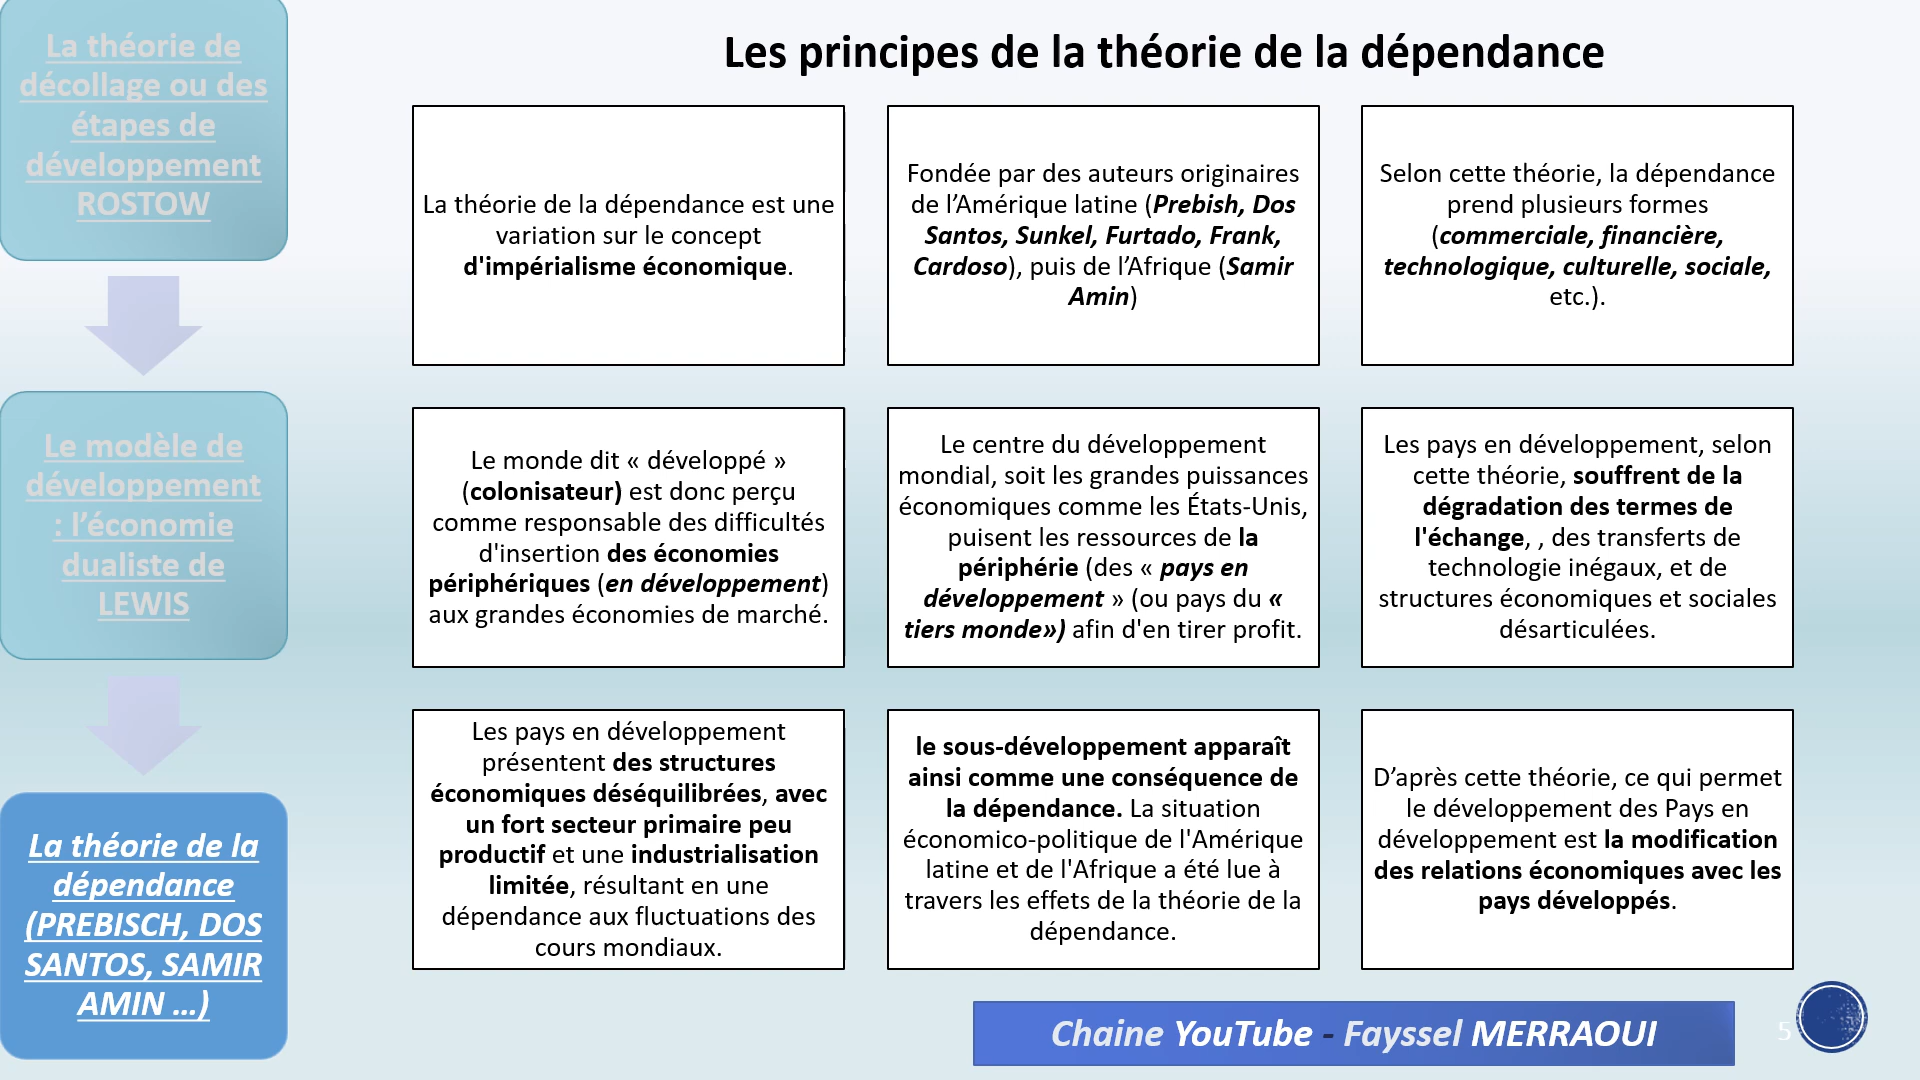 La théorie de
décollage ou des
étapes de
développement
ROSTOW
Le modèle de
développement
: l’économie
dualiste de
LEWIS
La théorie de la
dépendance
(PREBISCH, DOS
SANTOS, SAMIR
AMIN …)
Les principes de la théorie de la dépendance
La théorie de la dépendance est une
variation sur le concept
d'impérialisme économique.
Fondée par des auteurs originaires
de l’Amérique latine (Prebish, Dos
Santos, Sunkel, Furtado, Frank,
Cardoso), puis de l’Afrique (Samir
Amin)
Selon cette théorie, la dépendance
prend plusieurs formes
(commerciale, financière,
technologique, culturelle, sociale,
etc.).
Le monde dit « développé »
(colonisateur) est donc perçu
comme responsable des difficultés
d'insertion des économies
périphériques (en développement)
aux grandes économies de marché.
Le centre du développement
mondial, soit les grandes puissances
économiques comme les États-Unis,
puisent les ressources de la
périphérie (des « pays en
développement » (ou pays du «
tiers monde») afin d'en tirer profit.
Les pays en développement, selon
cette théorie, souffrent de la
dégradation des termes de
l'échange, , des transferts de
technologie inégaux, et de
structures économiques et sociales
désarticulées.
Les pays en développement
présentent des structures
économiques déséquilibrées, avec
un fort secteur primaire peu
productif et une industrialisation
limitée, résultant en une
dépendance aux fluctuations des
cours mondiaux.
le sous-développement apparaît
ainsi comme une conséquence de
la dépendance. La situation
économico-politique de l'Amérique
latine et de l'Afrique a été lue à
travers les effets de la théorie de la
dépendance.
D’après cette théorie, ce qui permet
le développement des Pays en
développement est la modification
des relations économiques avec les
pays développés.
Chaine YouTube - Fayssel MERRAOUI
5